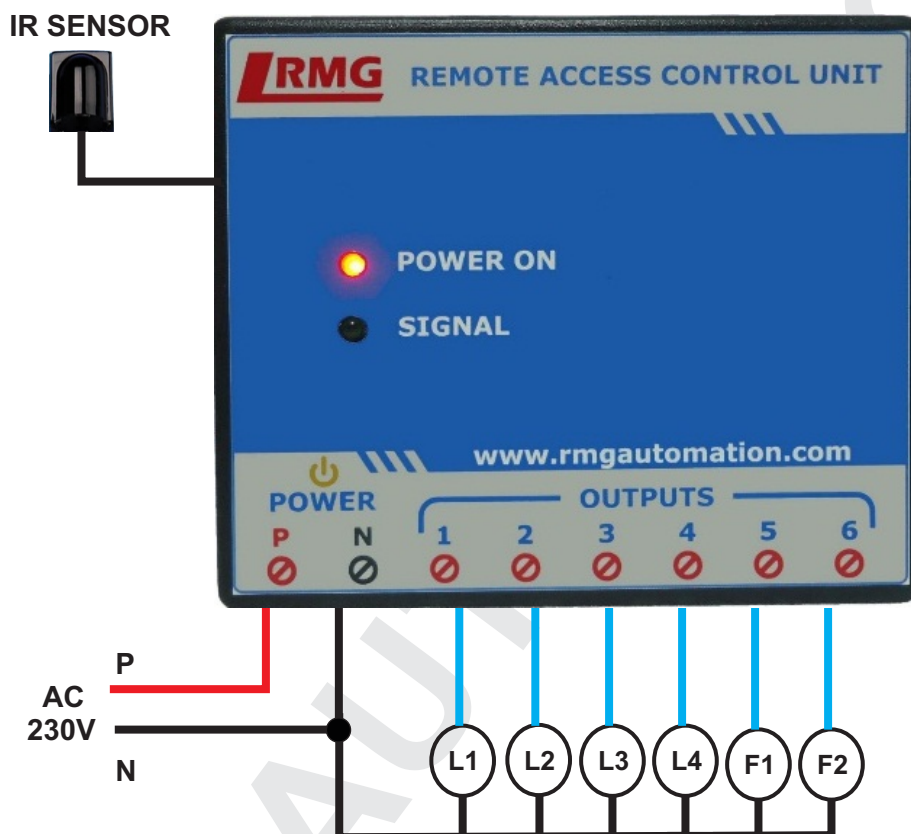 IR SENSOR
RMG REMOTE ACCESS CONTROL UNIT
POWER ON
SIGNAL
www.rmgautomation.com
POWER
OUTPUTS
P N 1 2 3 4 5 6
P
AC
230V
N
L1 L2 L3 L4 F1 F2